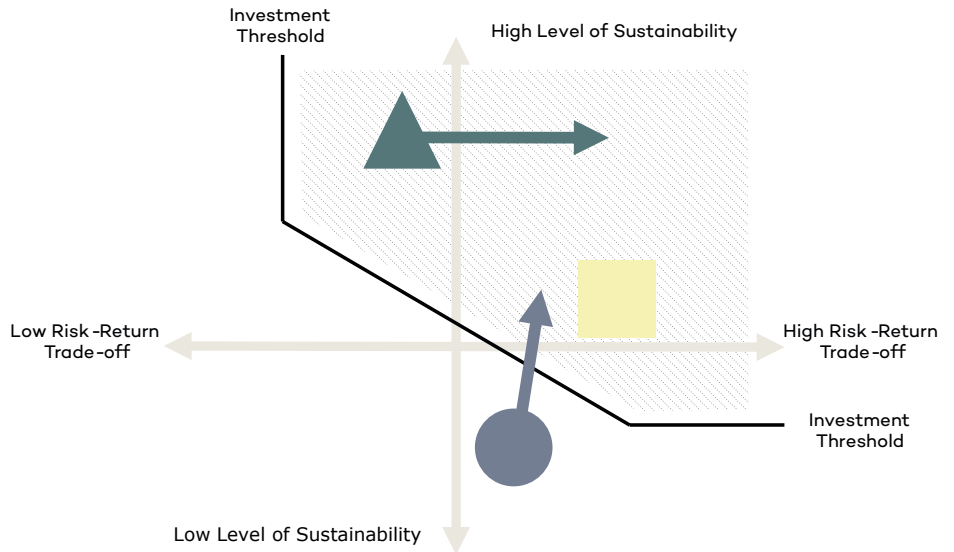 Investment
Threshold
High Level of Sustainability
Low Risk -Return
Trade-off
High Risk -Return
Trade-off
Investment
Threshold
Low Level of Sustainability